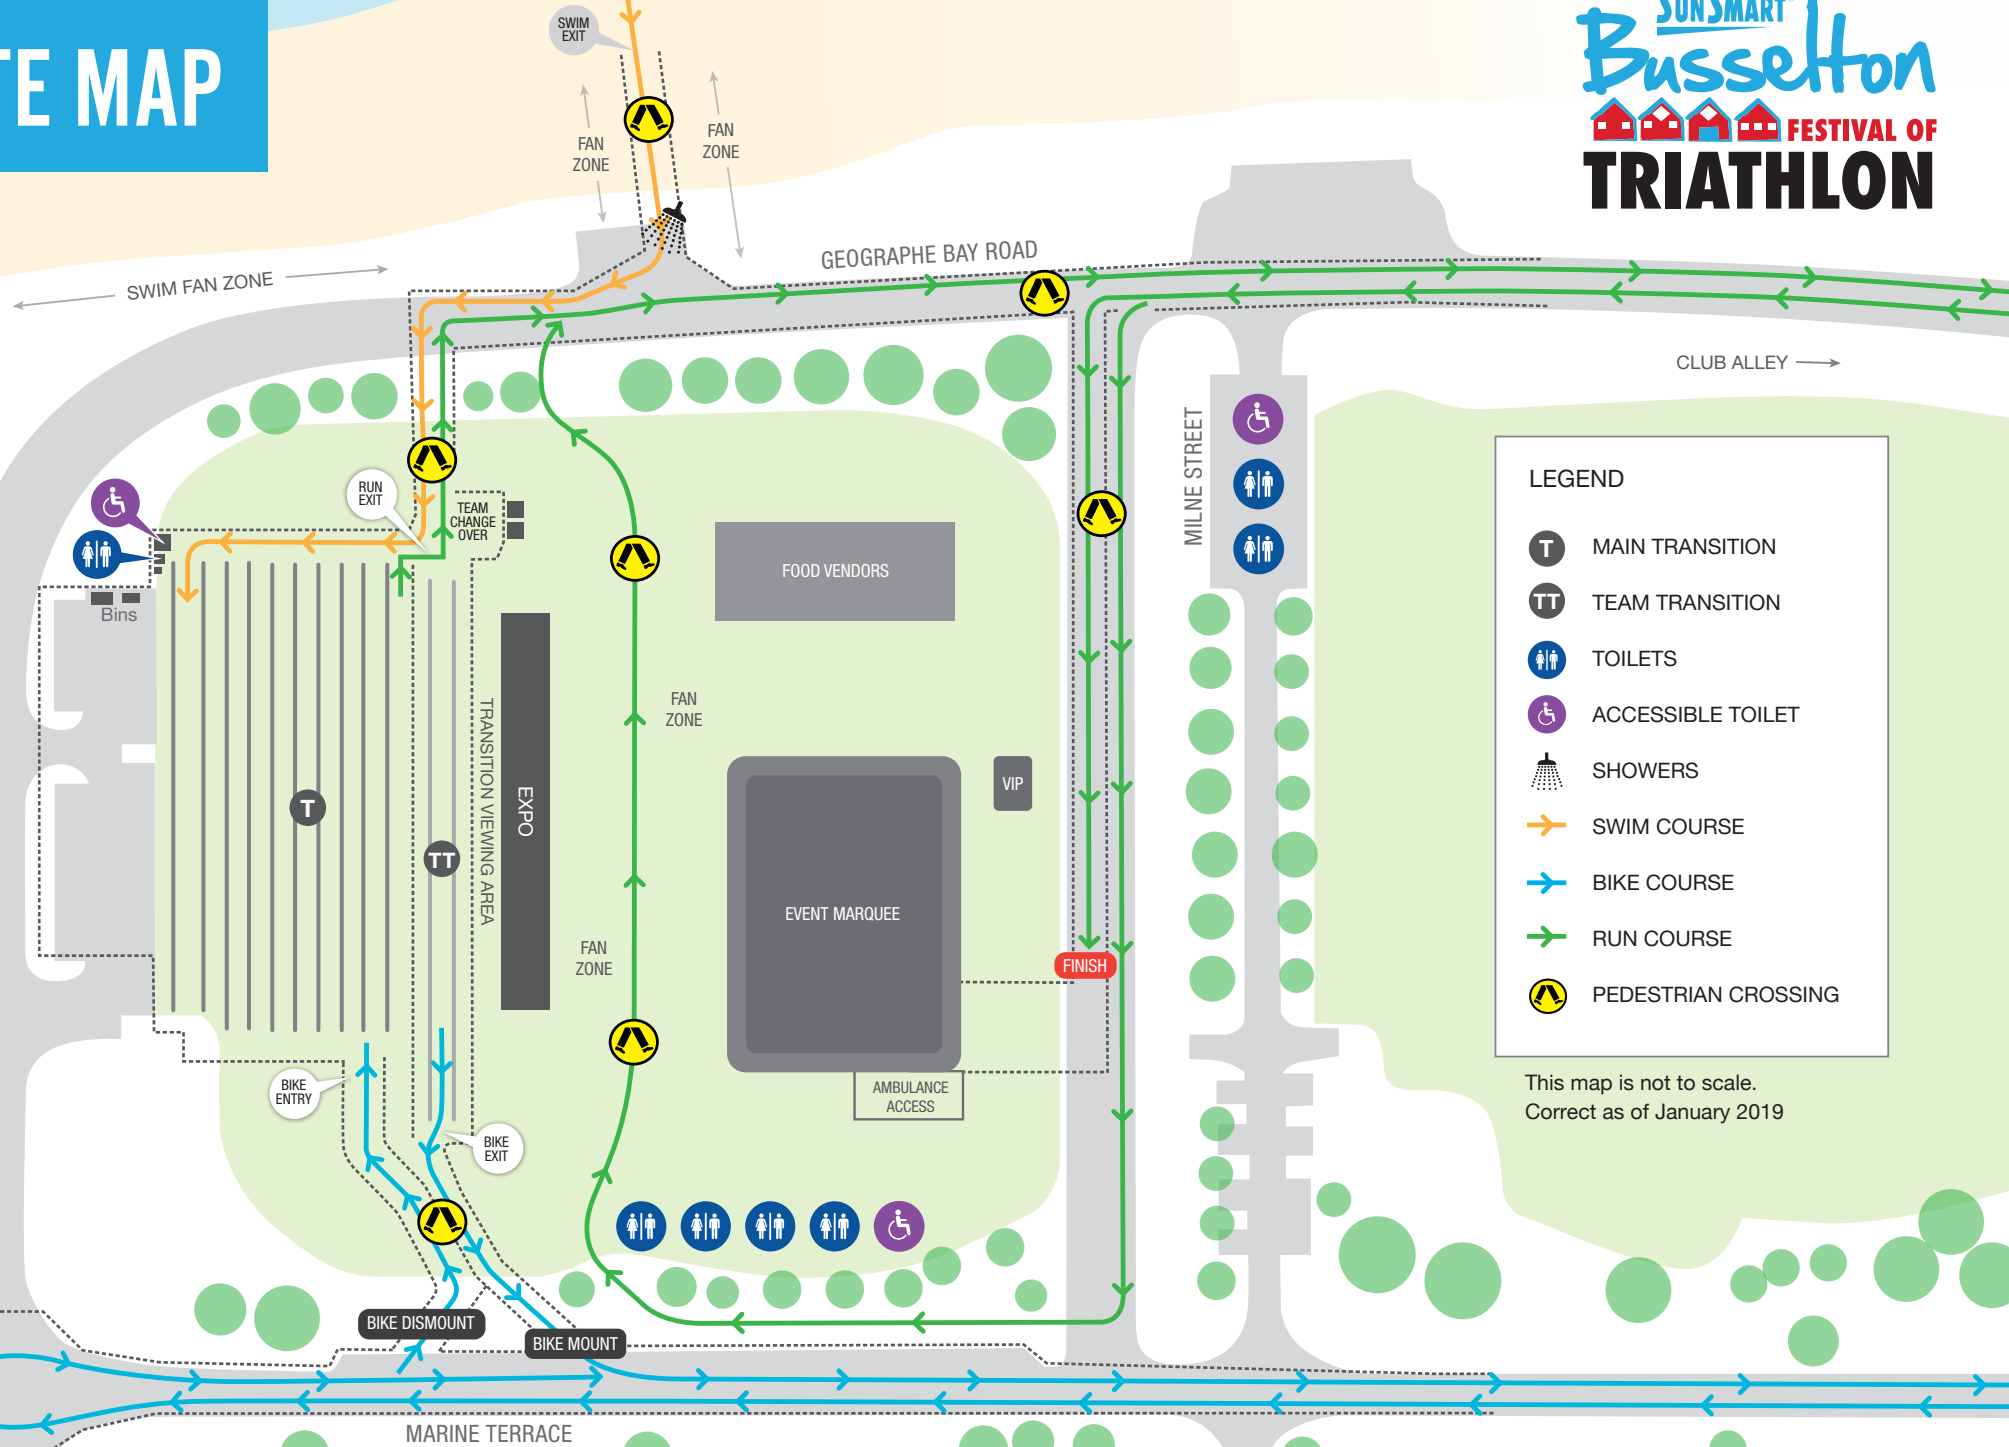 TE MAP
SWIM
EXIT
SUNSMART
Busselton
FESTIVAL OF
TRIATHLON
FAN
ZONE
FAN
ZONE
GEOGRAPHE BAY ROAD
SWIM FAN ZONE
CLUB ALLEY
MILNE STREET
RUN
EXIT
TEAM
CHANGE
OVER
Bins
FOOD VENDORS
FAN
ZONE
TRANSITION VIEWING AREA
EXPO
VIP
T
TT
EVENT MARQUEE
FAN
ZONE
FINISH
AMBULANCE
ACCESS
BIKE
ENTRY
BIKE
EXIT
BIKE DISMOUNT
BIKE MOUNT
MARINE TERRACE
LEGEND
T MAIN TRANSITION
TT TEAM TRANSITION
TOILETS
ACCESSIBLE TOILET
SHOWERS
SWIM COURSE
BIKE COURSE
RUN COURSE
PEDESTRIAN CROSSING
This map is not to scale.
Correct as of January 2019